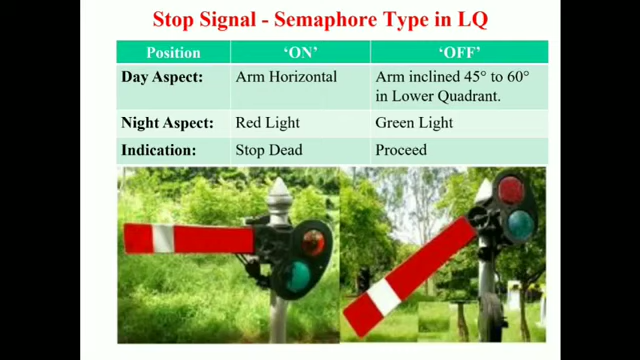 Stop Signal - Semaphore Type in LQ
Position ‘ON’ ‘OFF’
Day Aspect: Arm Horizontal Arm inclined 45° to 60°
in Lower Quadrant.
Night Aspect: Red Light Green Light
Indication: Stop Dead Proceed